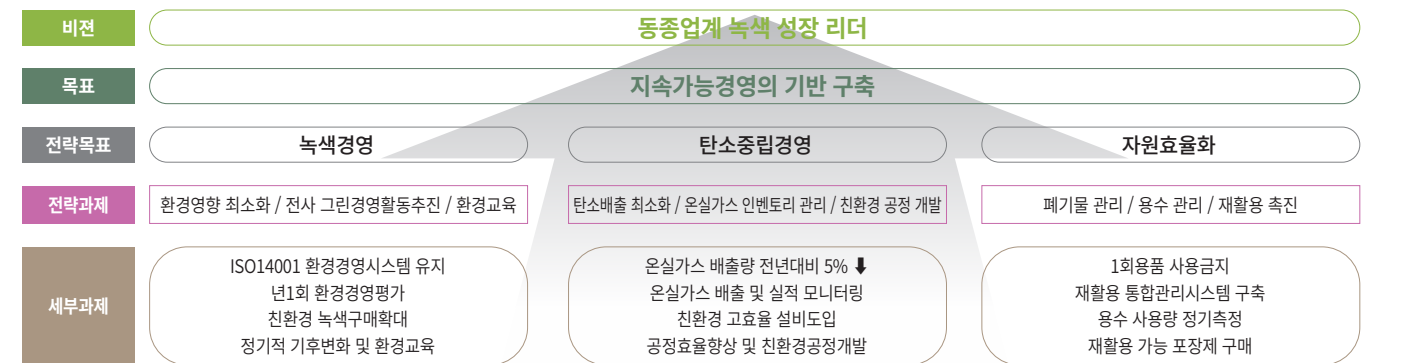 비젼
동종업계 녹색 성장 리더
목표
지속가능경영의 기반 구축
전략목표
녹색경영
탄소중립경영
자원효율화
전략과제
환경영향 최소화 / 전사 그린경영활동추진 / 환경교육
탄소배출 최소화 / 온실가스 인벤토리 관리 / 친환경 공정 개발
폐기물 관리 / 용수 관리 / 재활용 촉진
세부과제
ISO14001 환경경영시스템 유지
년1회 환경경영평가
친환경 녹색구매확대
정기적 기후변화 및 환경교육
온실가스 배출량 전년대비 5% ⬇
온실가스 배출 및 실적 모니터링
친환경 고효율 설비도입
공정효율향상 및 친환경공정개발
1회용품 사용금지
재활용 통합관리시스템 구축
용수 사용량 정기측정
재활용 가능 포장제 구매